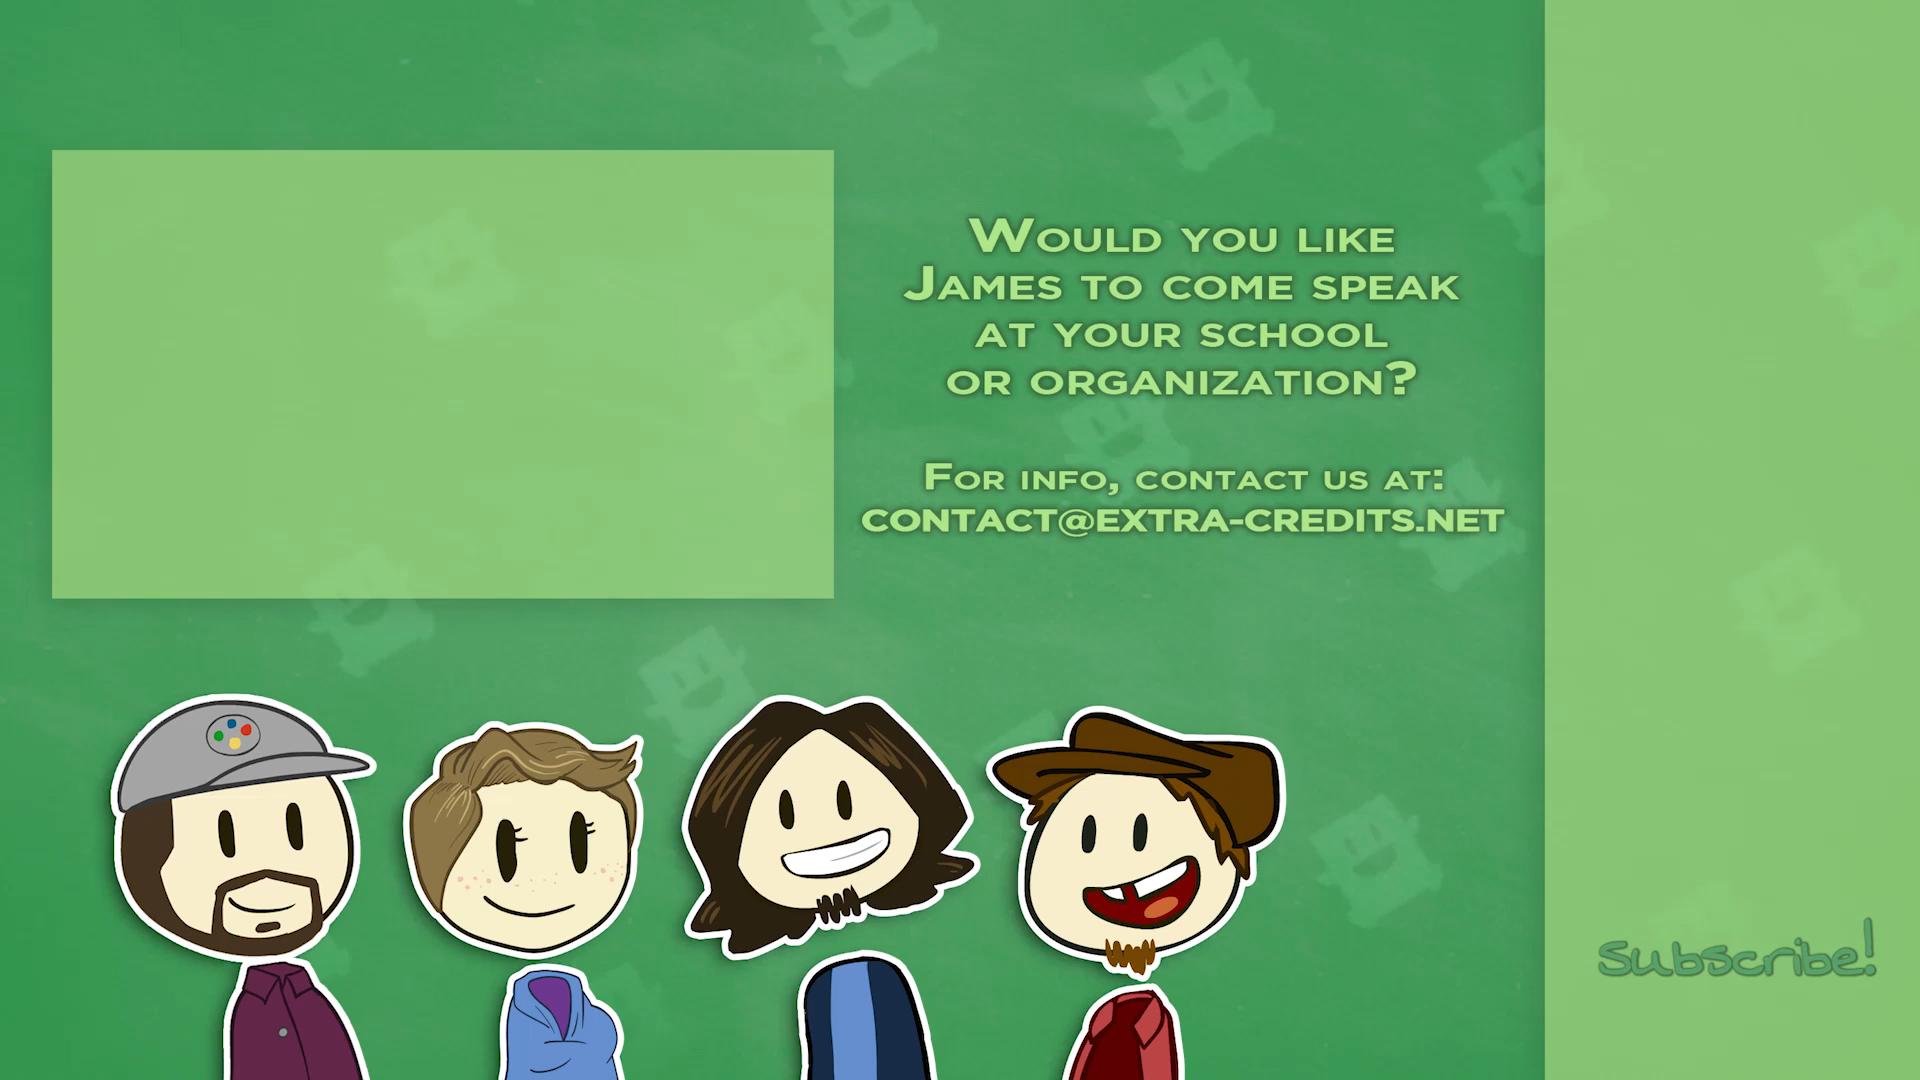 Would you like
James to come speak
at your school
or organization?
For info, contact us at:
contact@extra-credits.net
Subscribe!